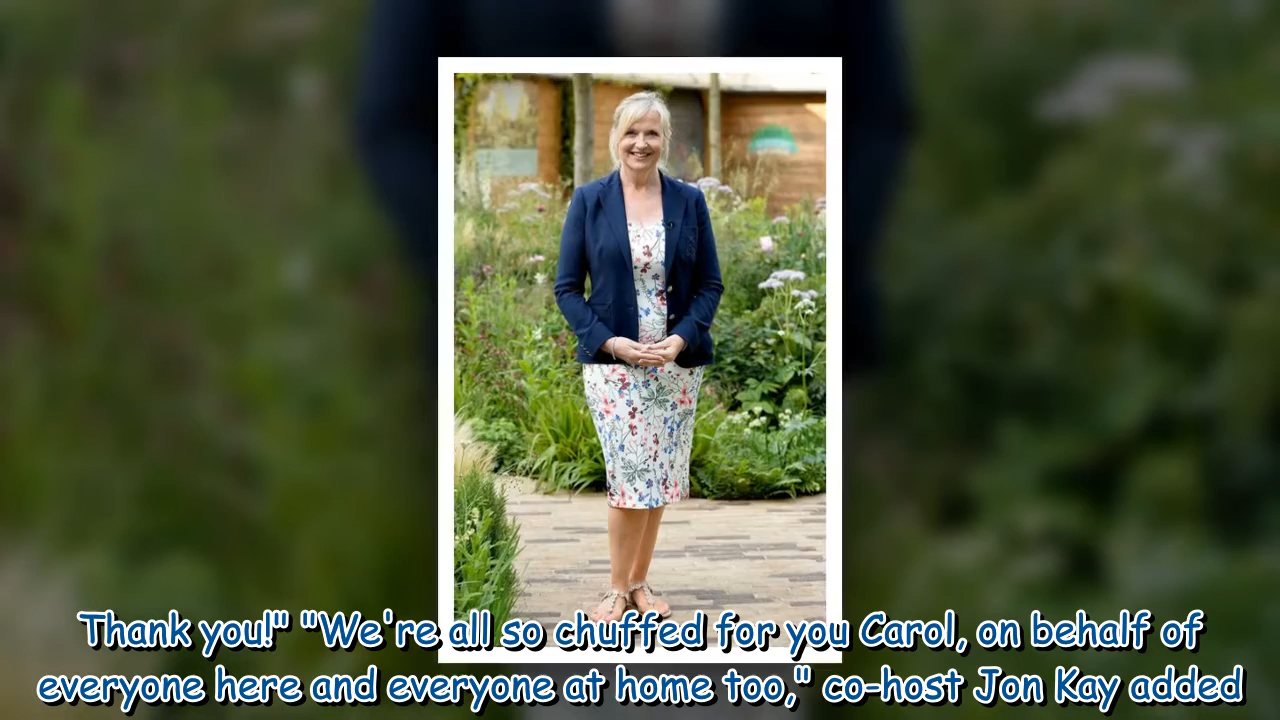 Thank you!" "We're all so chuffed for you Carol, on behalf of
everyone here and everyone at home too," co-host Jon Kay added